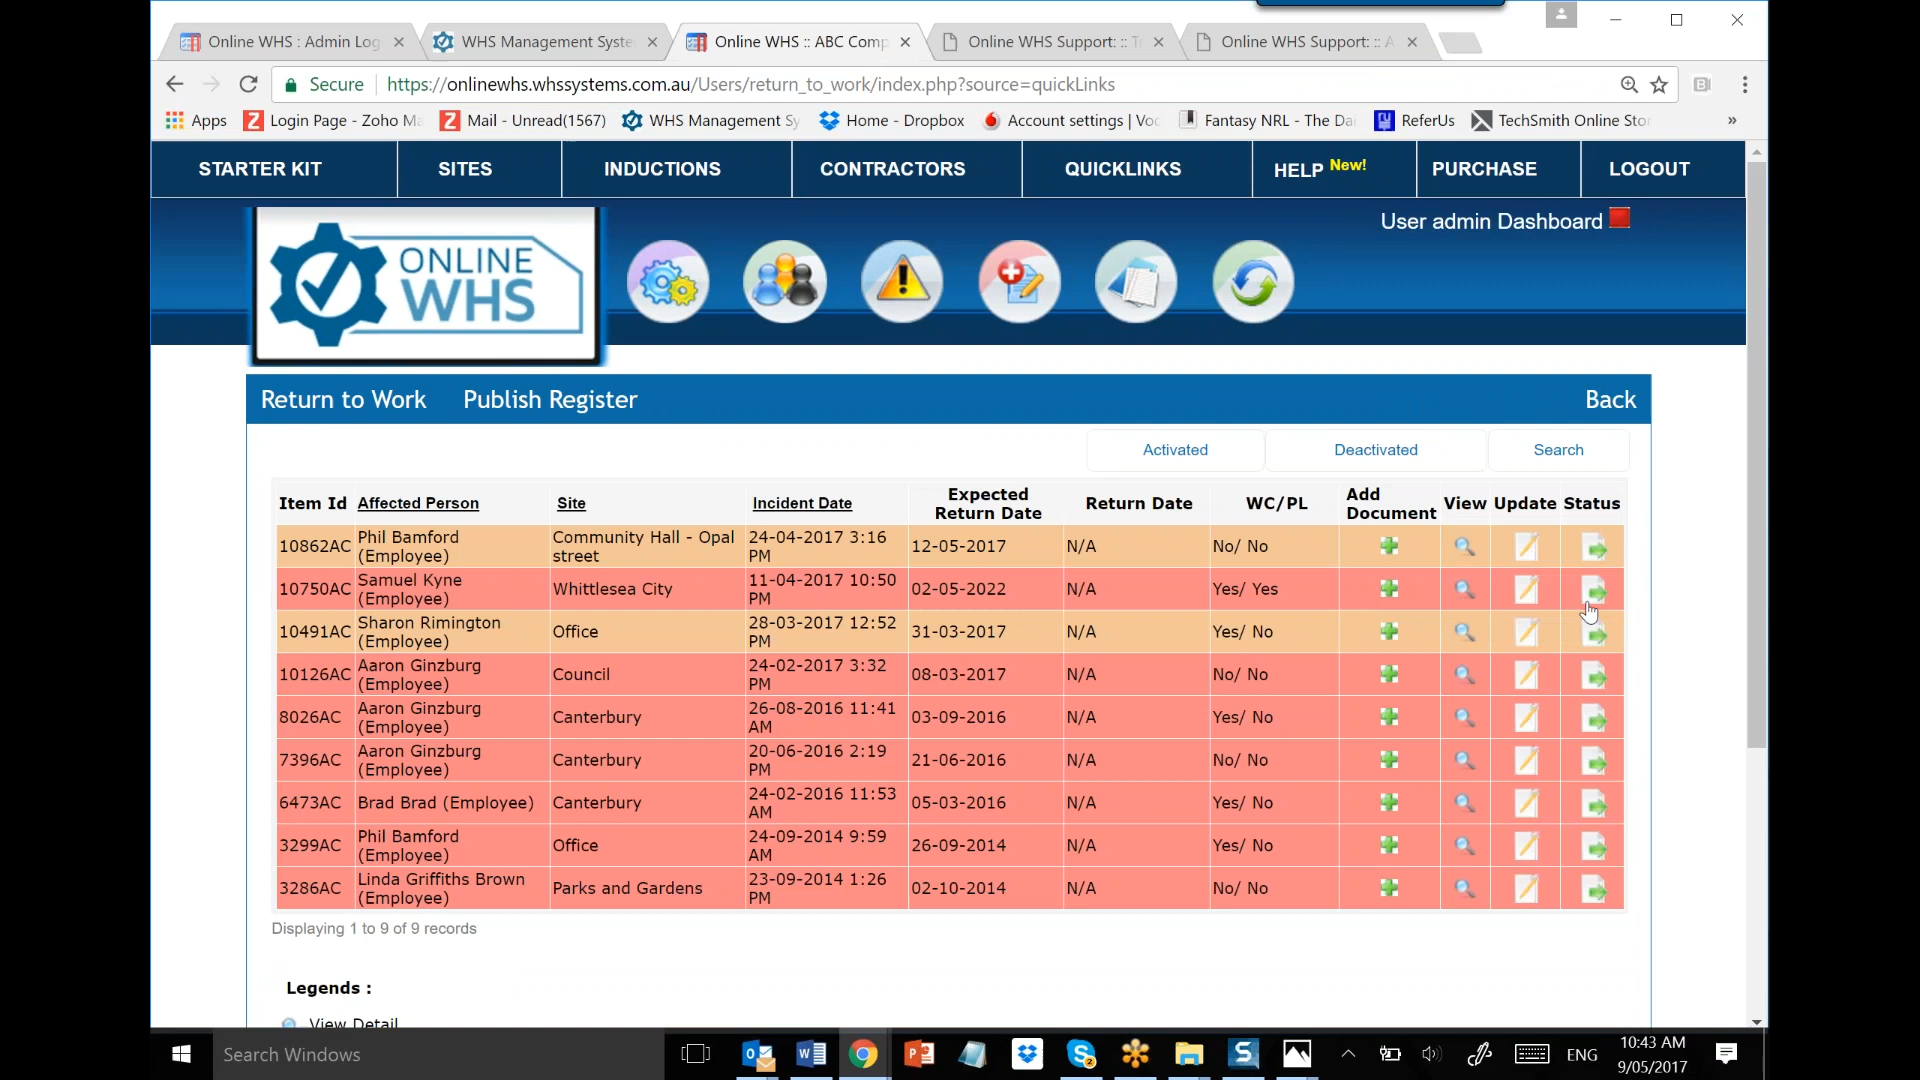 Online WHS : Admin Log
WHS Management Syste
Online WHS :: ABC Comp
Online WHS Support: :: T
Online WHS Support: :: A
Secure
https://onlinewhs.whssystems.com.au/Users/return_to_work/index.php?source=quickLinks
Apps
Login Page - Zoho Ma
Mail - Unread(1567)
WHS Management Sy
Home - Dropbox
Account settings | Voc
Fantasy NRL - The Da
ReferUs
TechSmith Online Stor
»
STARTER KIT
SITES
INDUCTIONS
CONTRACTORS
QUICKLINKS
HELP New!
PURCHASE
LOGOUT
ONLINE
WHS
User admin Dashboard
Return to Work Publish Register Back
Activated Deactivated Search
Item Id Affected Person Site Incident Date Expected Return Date Return Date WC/PL Add Document View Update Status
10862AC Phil Bamford (Employee) Community Hall - Opal street 24-04-2017 3:16 PM 12-05-2017 N/A No/ No
10750AC Samuel Kyne (Employee) Whittlesea City 11-04-2017 10:50 PM 02-05-2022 N/A Yes/ Yes
10491AC Sharon Rimington (Employee) Office 28-03-2017 12:52 PM 31-03-2017 N/A Yes/ No
10126AC Aaron Ginzburg (Employee) Council 24-02-2017 3:32 PM 08-03-2017 N/A No/ No
8026AC Aaron Ginzburg (Employee) Canterbury 26-08-2016 11:41 AM 03-09-2016 N/A Yes/ No
7396AC Aaron Ginzburg (Employee) Canterbury 20-06-2016 2:19 PM 21-06-2016 N/A No/ No
6473AC Brad Brad (Employee) Canterbury 24-02-2016 11:53 AM 05-03-2016 N/A Yes/ No
3299AC Phil Bamford (Employee) Office 24-09-2014 9:59 AM 26-09-2014 N/A Yes/ No
3286AC Linda Griffiths Brown (Employee) Parks and Gardens 23-09-2014 1:26 PM 02-10-2014 N/A No/ No
Displaying 1 to 9 of 9 records
Legends :
View Detail
Search Windows
ENG
10:43 AM
9/05/2017